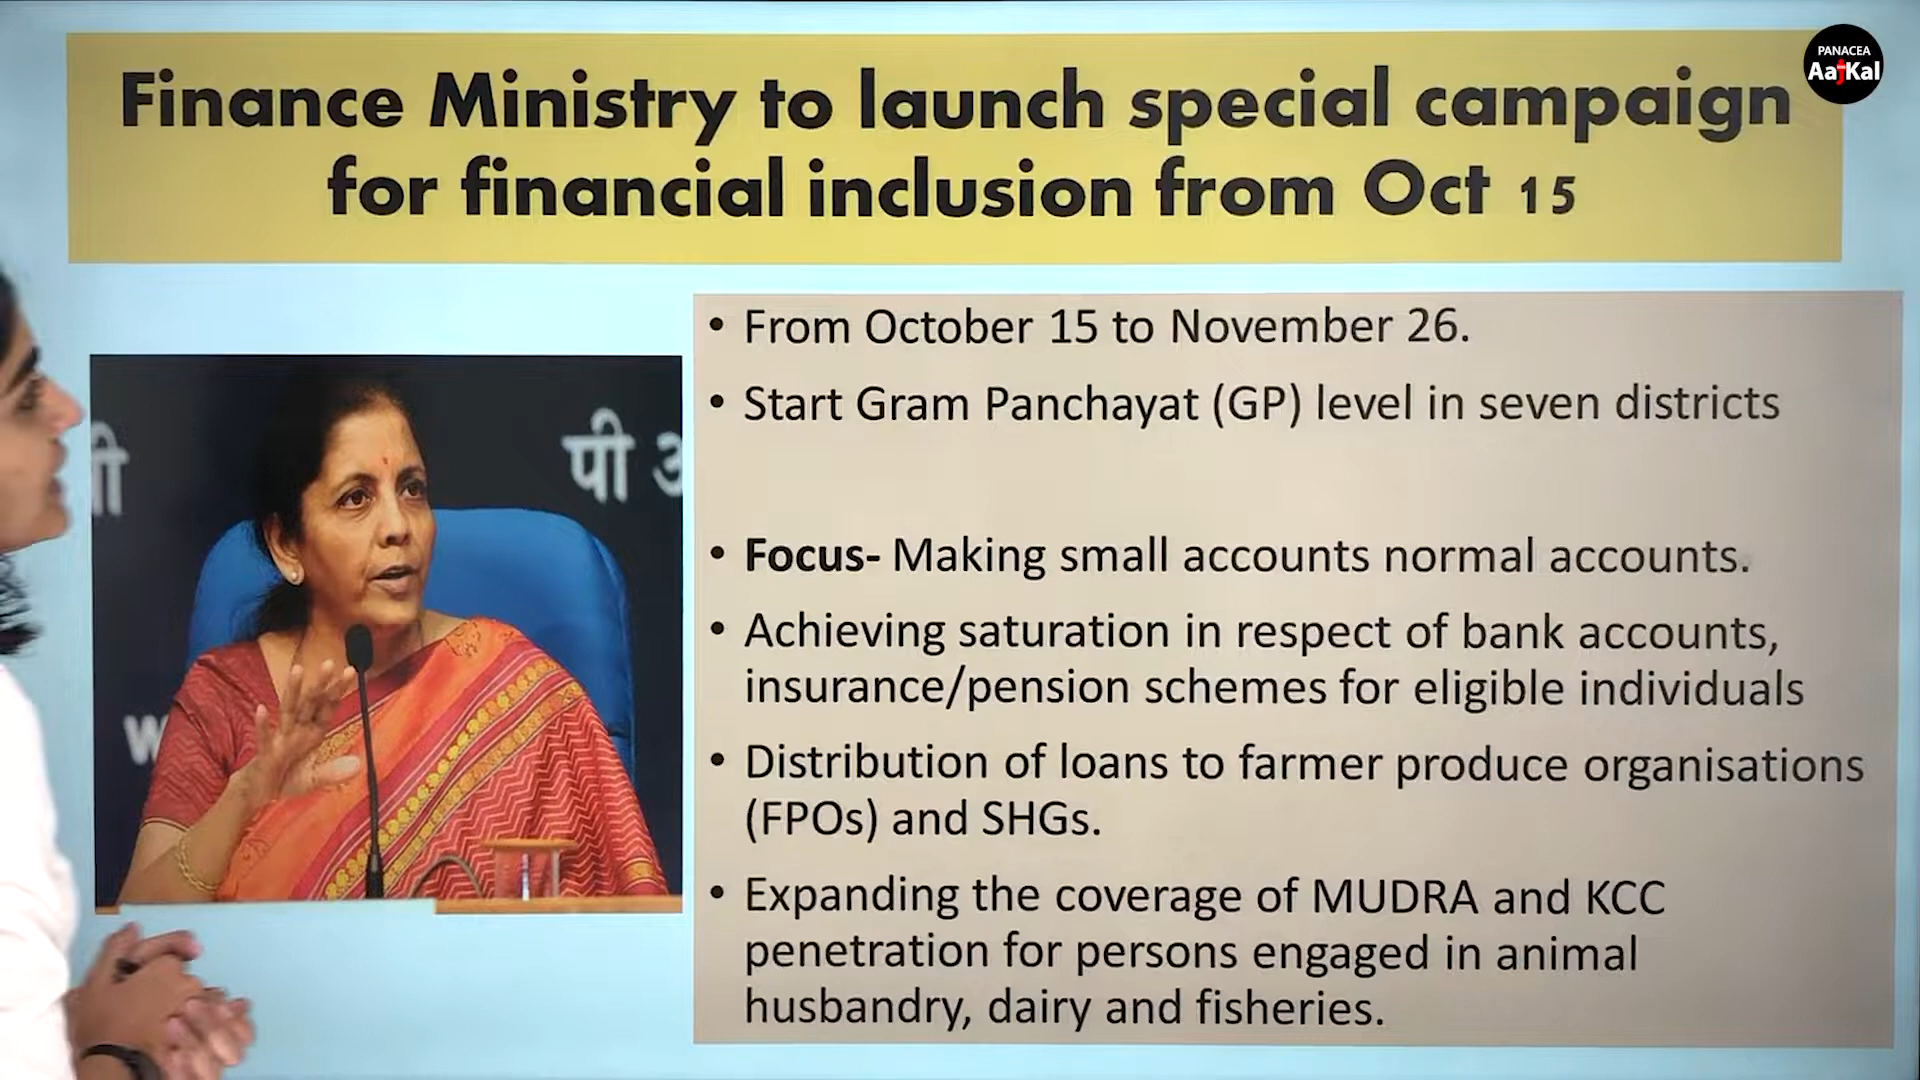 PANACEA
AajKal
Finance Ministry to launch special campaign
for financial inclusion from Oct 15
• From October 15 to November 26.
• Start Gram Panchayat (GP) level in seven districts
पी
• Focus- Making small accounts normal accounts.
• Achieving saturation in respect of bank accounts,
insurance/pension schemes for eligible individuals
• Distribution of loans to farmer produce organisations
(FPOs) and SHGs.
W
• Expanding the coverage of MUDRA and KCC
penetration for persons engaged in animal
husbandry, dairy and fisheries.